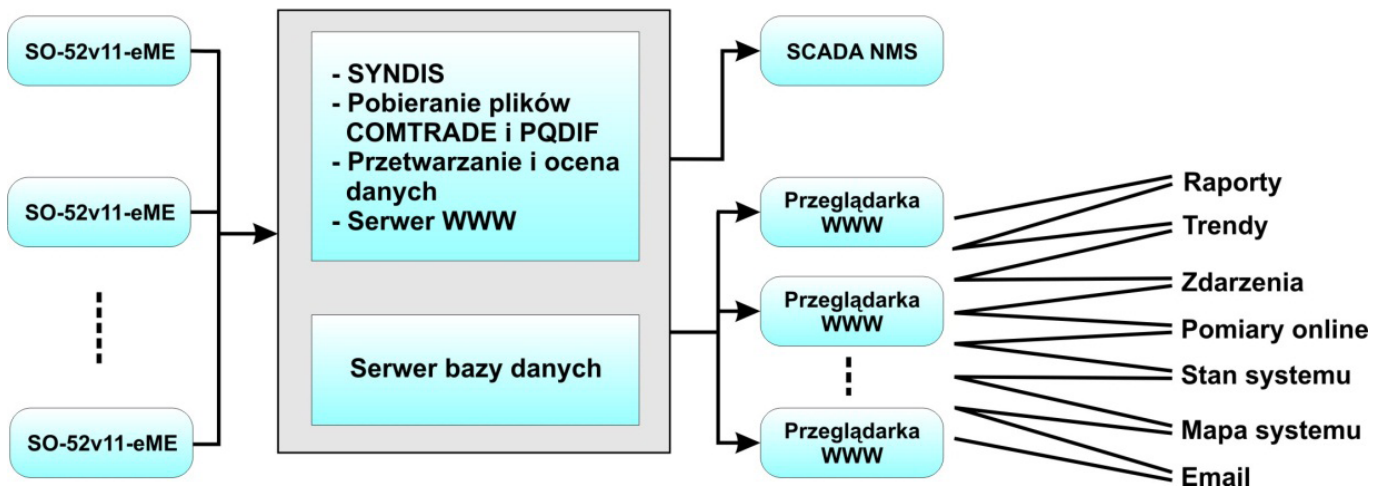 SO-52v11-eME
SO-52v11-eME
SO-52v11-eME
- SYNDIS
- Pobieranie plików
COMTRADE i PQDIF
- Przetwarzanie i ocena
danych
- Serwer WWW
Serwer bazy danych
SCADA NMS
Przeglądarka
WWW
Przeglądarka
WWW
Przeglądarka
WWW
Raporty
Trendy
Zdarzenia
Pomiary online
Stan systemu
Mapa systemu
Email